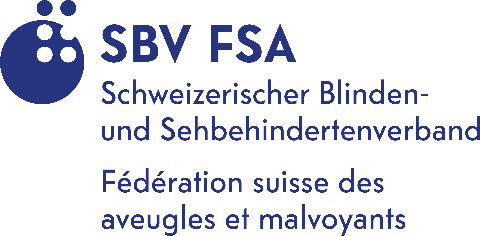 SBV FSA
Schweizerischer Blinden-
und Sehbehindertenverband
Fédération suisse des
aveugles et malvoyants